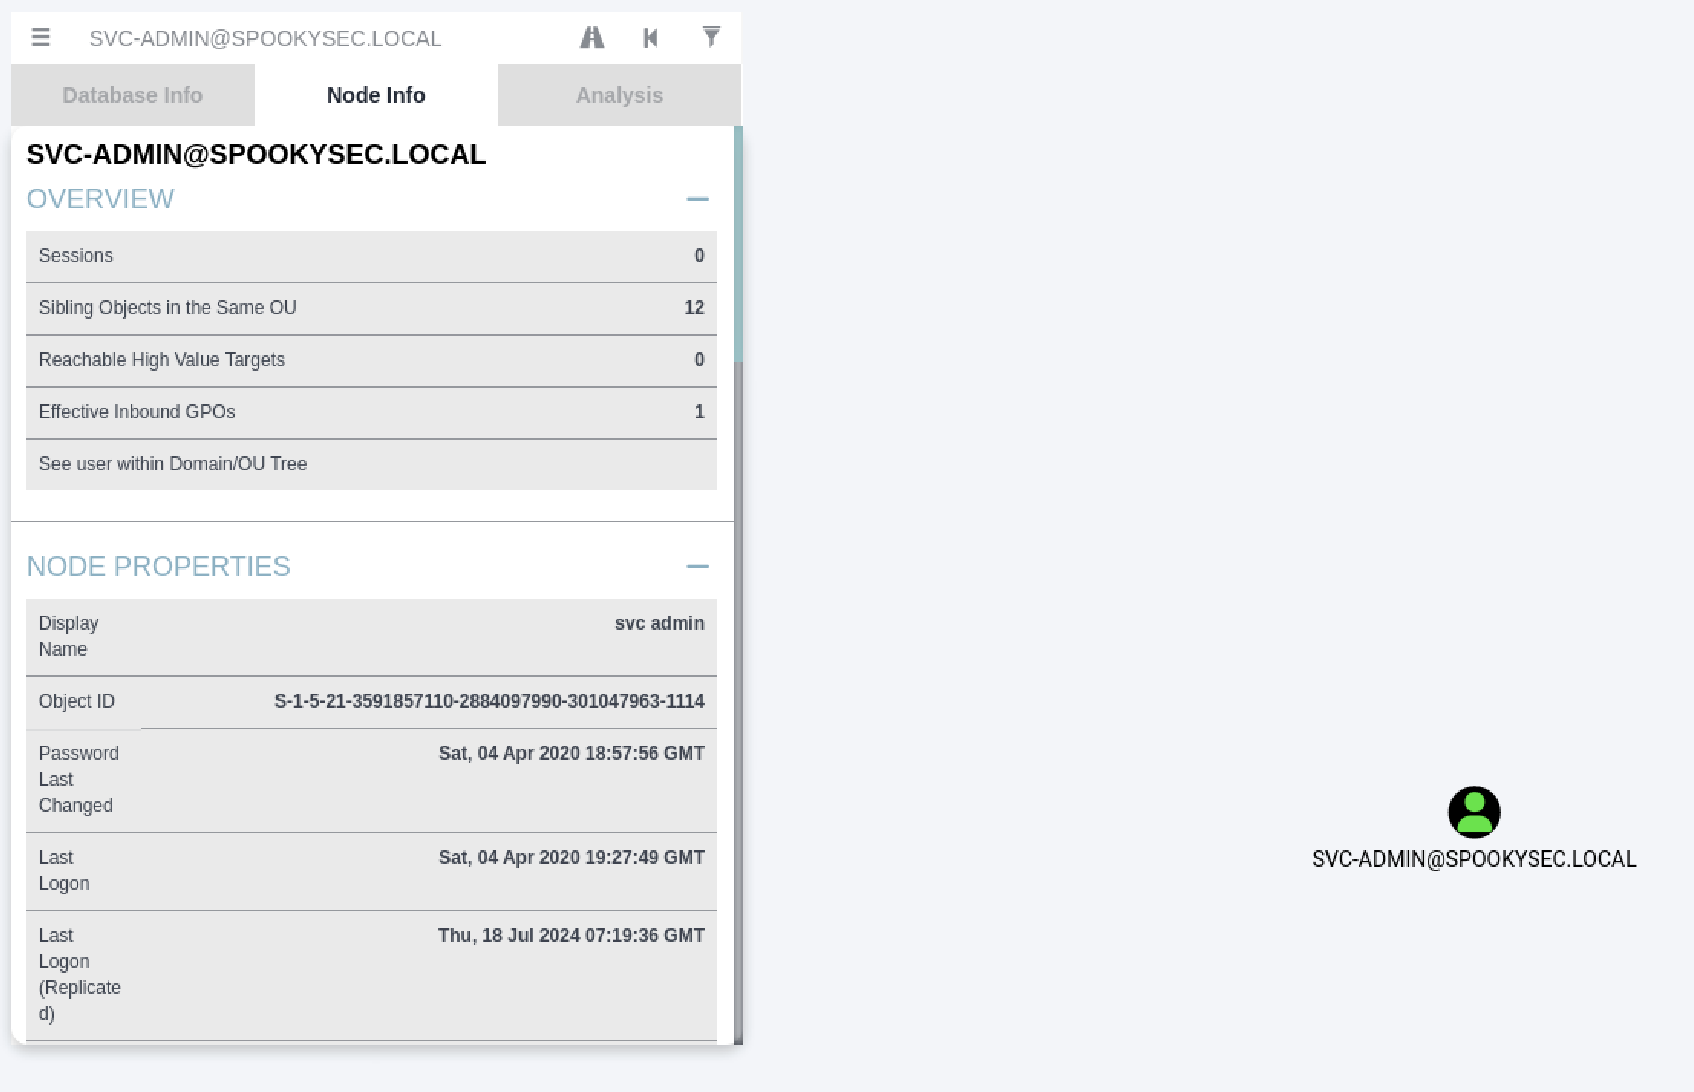 SVC-ADMIN@SPOOKYSEC.LOCAL
Database Info Node Info Analysis
SVC-ADMIN@SPOOKYSEC.LOCAL
OVERVIEW
Sessions 0
Sibling Objects in the Same OU 12
Reachable High Value Targets 0
Effective Inbound GPOs 1
See user within Domain/OU Tree
NODE PROPERTIES
Display svc admin
Name
Object ID S-1-5-21-3591857110-2884097990-301047963-1114
Password Sat, 04 Apr 2020 18:57:56 GMT
Last
Changed
Last Sat, 04 Apr 2020 19:27:49 GMT
Logon
Last Thu, 18 Jul 2024 07:19:36 GMT
Logon
(Replicate
d)
SVC-ADMIN@SPOOKYSEC.LOCAL